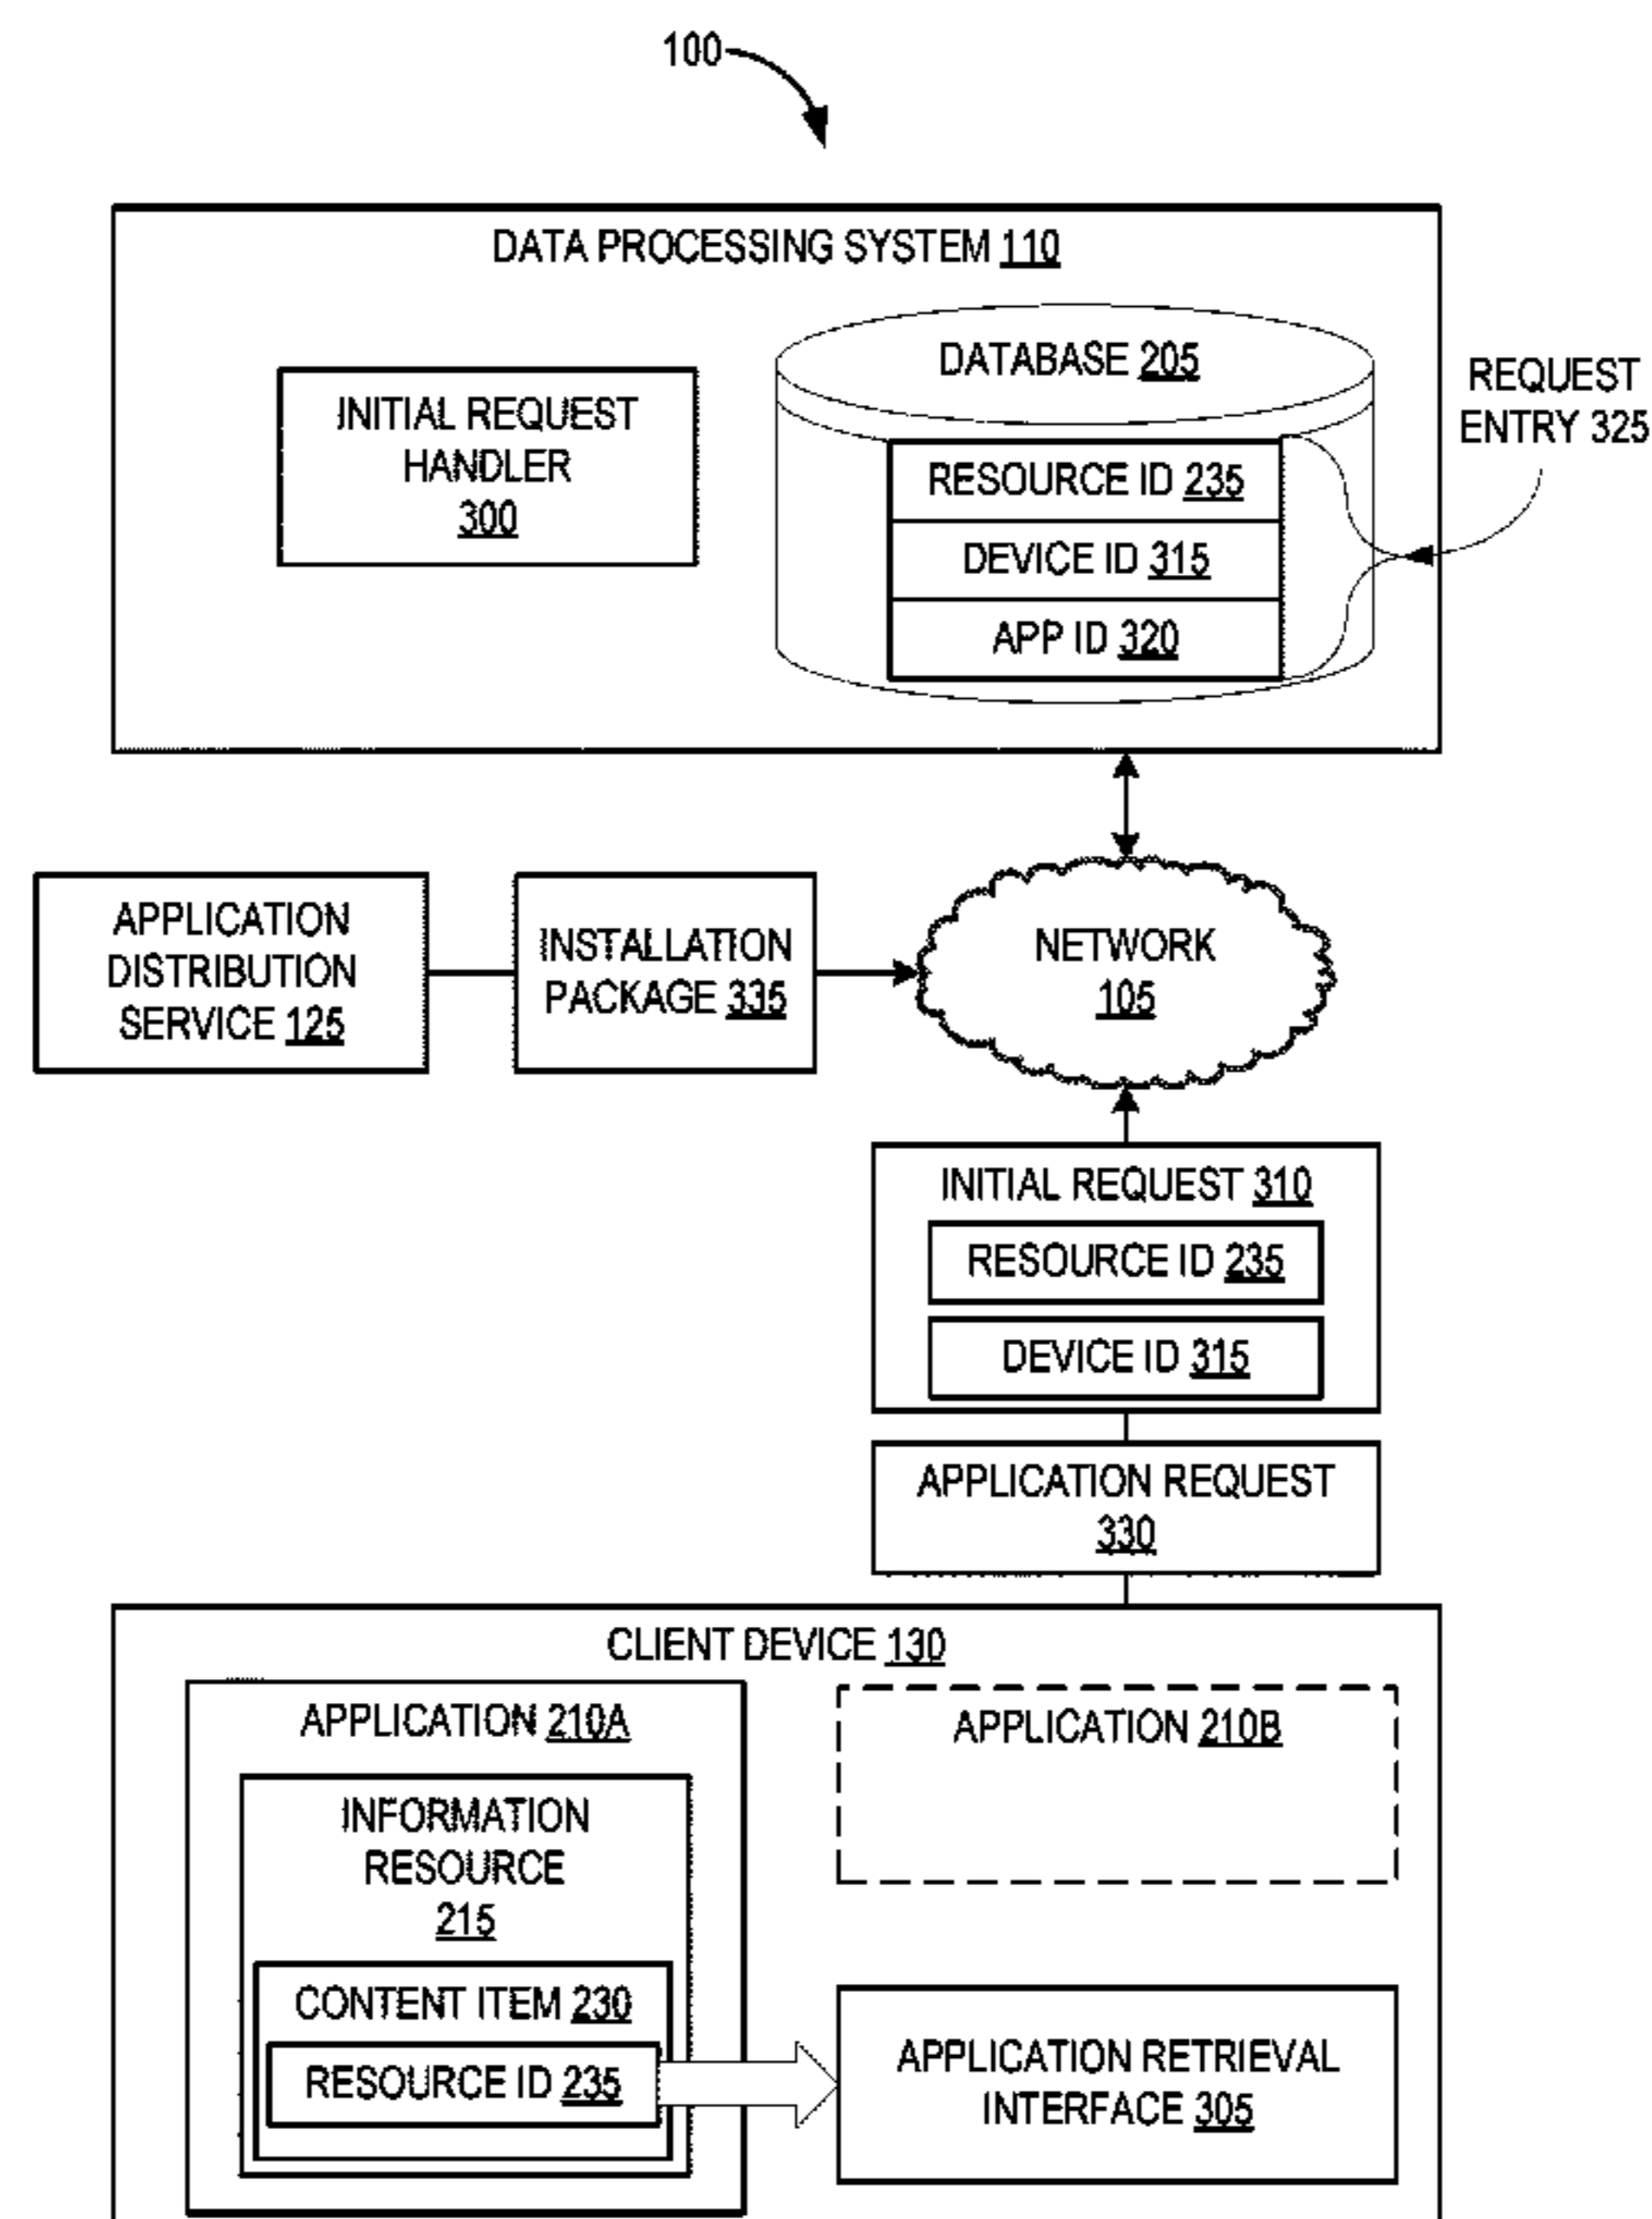 100
DATA PROCESSING SYSTEM 110
INITIAL REQUEST
HANDLER
300
DATABASE 205
RESOURCE ID 235
DEVICE ID 315
APP ID 320
REQUEST
ENTRY 325
APPLICATION
DISTRIBUTION
SERVICE 125
INSTALLATION
PACKAGE 335
NETWORK
105
INITIAL REQUEST 310
RESOURCE ID 235
DEVICE ID 315
APPLICATION REQUEST
330
CLIENT DEVICE 130
APPLICATION 210A
INFORMATION
RESOURCE
215
CONTENT ITEM 230
RESOURCE ID 235
APPLICATION 210B
APPLICATION RETRIEVAL
INTERFACE 305